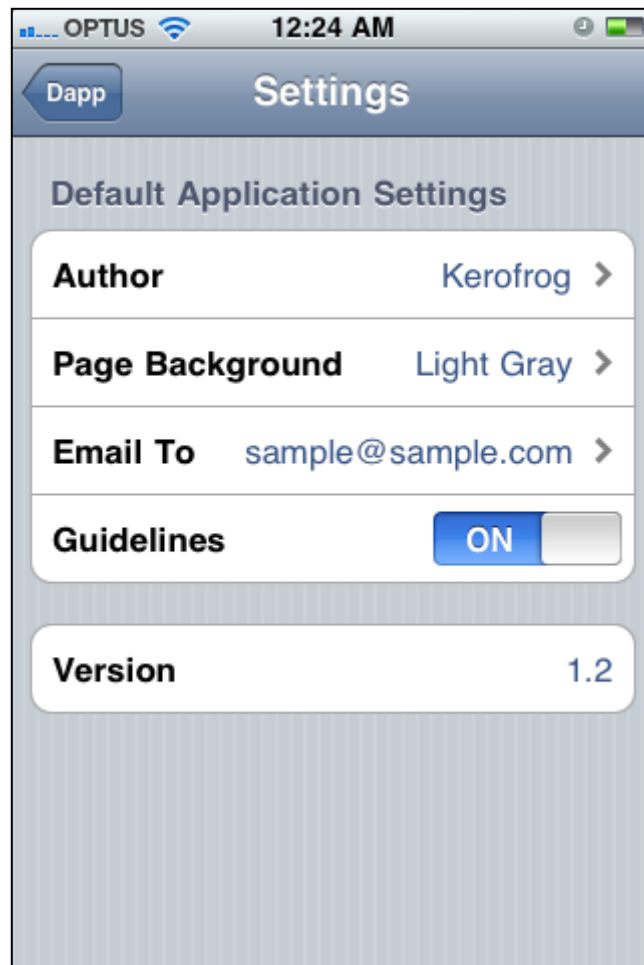 OPTUS 12:24 AM
Dapp Settings
Default Application Settings
Author Kerofrog
Page Background Light Gray
Email To sample@sample.com
Guidelines ON
Version 1.2